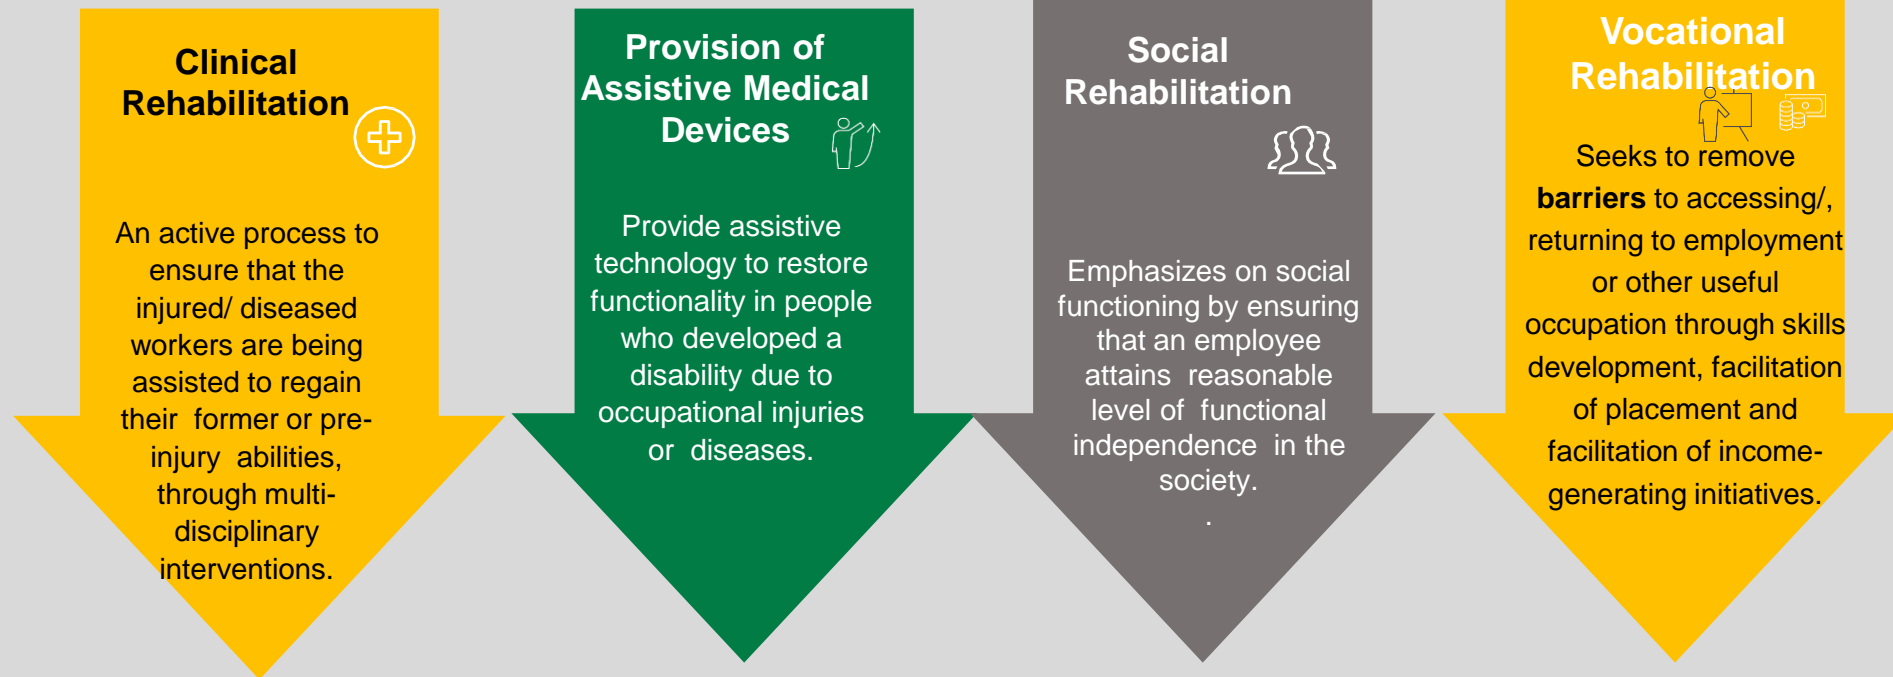 Clinical
Rehabilitation
An active process to
ensure that the
injured/ diseased
workers are being
assisted to regain
their former or pre-
injury abilities,
through multi-
disciplinary
interventions.
Provision of
Assistive Medical
Devices
Provide assistive
technology to restore
functionality in people
who developed a
disability due to
occupational injuries
or diseases.
Social
Rehabilitation
Emphasizes on social
functioning by ensuring
that an employee
attains reasonable
level of functional
independence in the
society.
.
Vocational
Rehabilitation
Seeks to remove
barriers to accessing/,
returning to employment
or other useful
occupation through skills
development, facilitation
of placement and
facilitation of income-
generating initiatives.